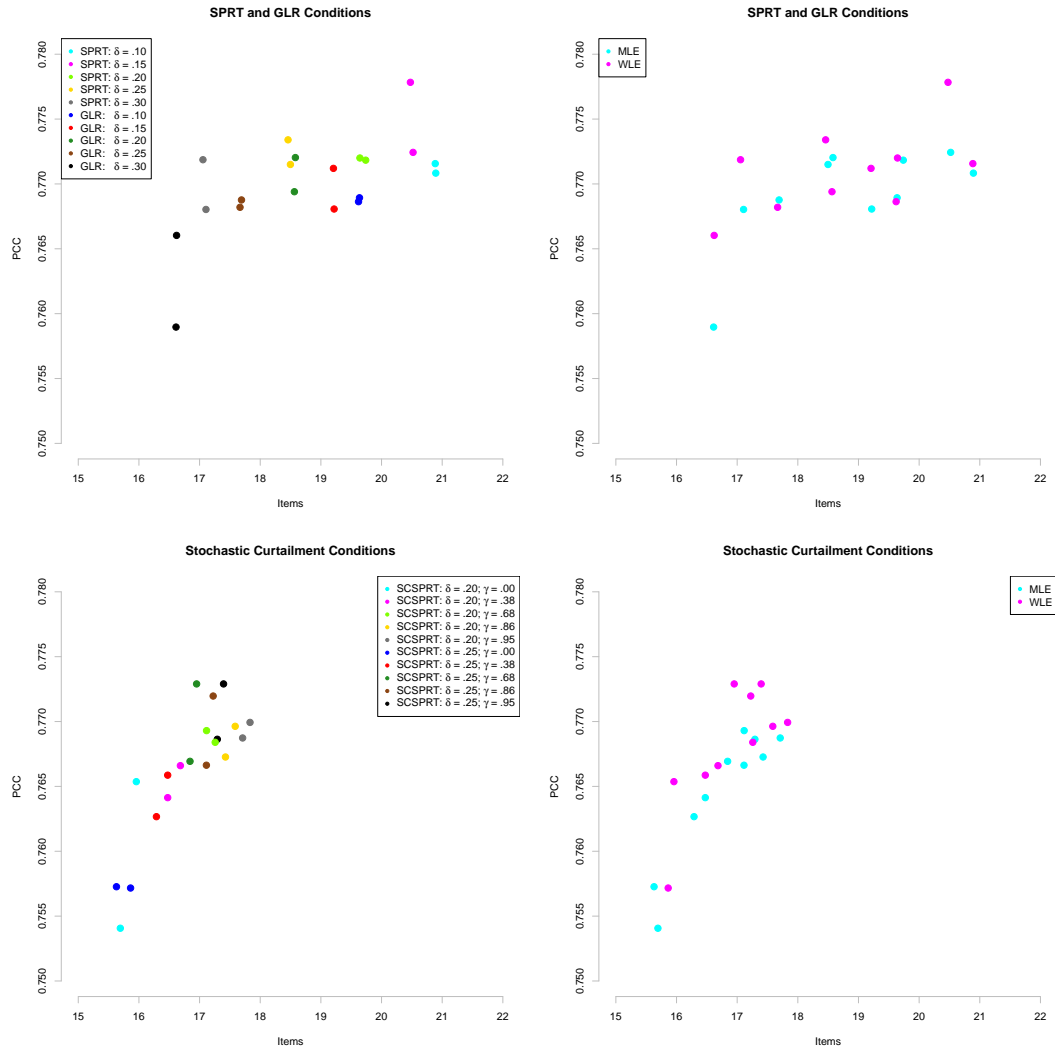 SPRT and GLR Conditions
SPRT: δ = .10
SPRT: δ = .15
SPRT: δ = .20
SPRT: δ = .25
SPRT: δ = .30
GLR: δ = .10
GLR: δ = .15
GLR: δ = .20
GLR: δ = .25
GLR: δ = .30
PCC
0.780
0.775
0.770
0.765
0.760
0.755
0.750
15 16 17 18 19 20 21 22
Items
SPRT and GLR Conditions
MLE
WLE
PCC
0.780
0.775
0.770
0.765
0.760
0.755
0.750
15 16 17 18 19 20 21 22
Items
Stochastic Curtailment Conditions
SCSPRT: δ = .20; γ = .00
SCSPRT: δ = .20; γ = .38
SCSPRT: δ = .20; γ = .68
SCSPRT: δ = .20; γ = .86
SCSPRT: δ = .20; γ = .95
SCSPRT: δ = .25; γ = .00
SCSPRT: δ = .25; γ = .38
SCSPRT: δ = .25; γ = .68
SCSPRT: δ = .25; γ = .86
SCSPRT: δ = .25; γ = .95
PCC
0.780
0.775
0.770
0.765
0.760
0.755
0.750
15 16 17 18 19 20 21 22
Items
Stochastic Curtailment Conditions
MLE
WLE
PCC
0.780
0.775
0.770
0.765
0.760
0.755
0.750
15 16 17 18 19 20 21 22
Items